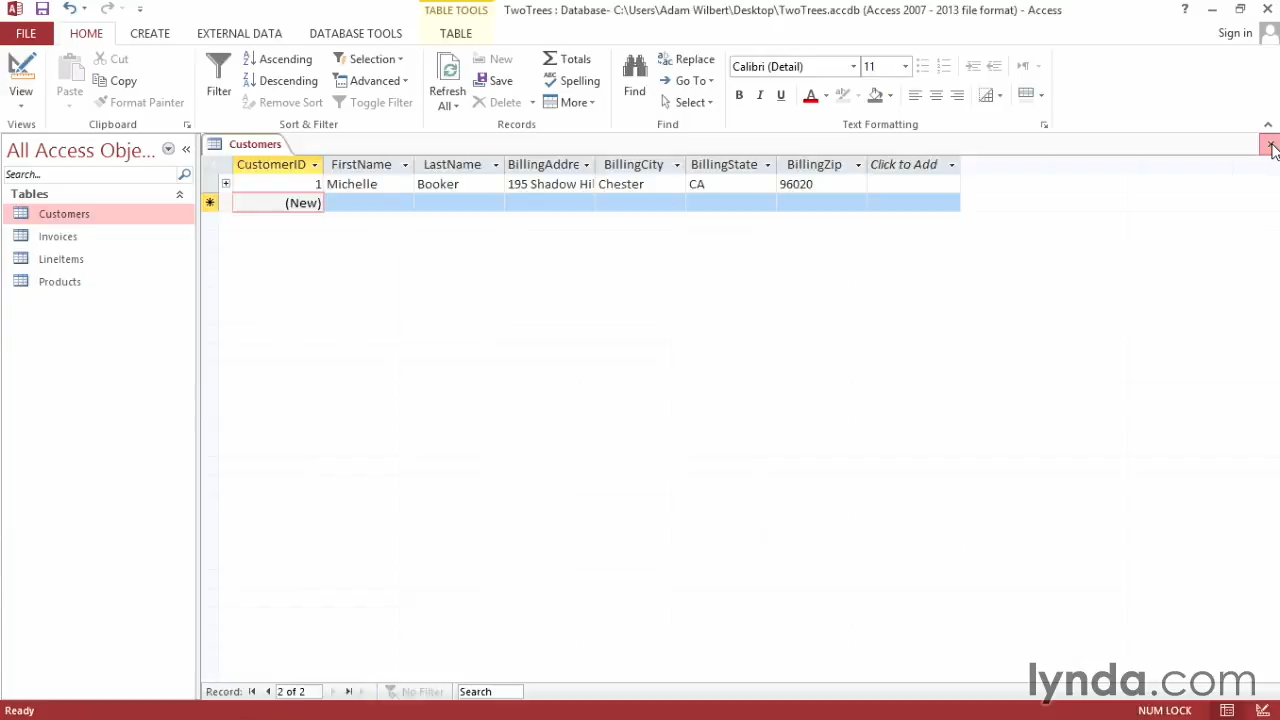 TABLE TOOLS
TwoTrees : Database- C:\Users\Adam Wilbert\Desktop\TwoTrees.accdb (Access 2007 - 2013 file format) - Access
?
FILE
HOME
CREATE
EXTERNAL DATA
DATABASE TOOLS
TABLE
Sign in
View
Paste
Cut
Copy
Format Painter
Filter
Ascending
Descending
Remove Sort
Selection
Advanced
Toggle Filter
Refresh
All
New
Save
Delete
Totals
Spelling
More
Find
Replace
Go To
Select
Calibri (Detail)
11
B I U
A
Views
Clipboard
Sort & Filter
Records
Find
Text Formatting
All Access Obje...
Search...
Tables
Customers
Invoices
LineItems
Products
Customers
CustomerID FirstName LastName BillingAddre BillingCity BillingState BillingZip Click to Add
1 Michelle Booker 195 Shadow Hil Chester CA 96020
(New)
Record: 2 of 2 No Filter Search
lynda.com
Ready
NUM LOCK